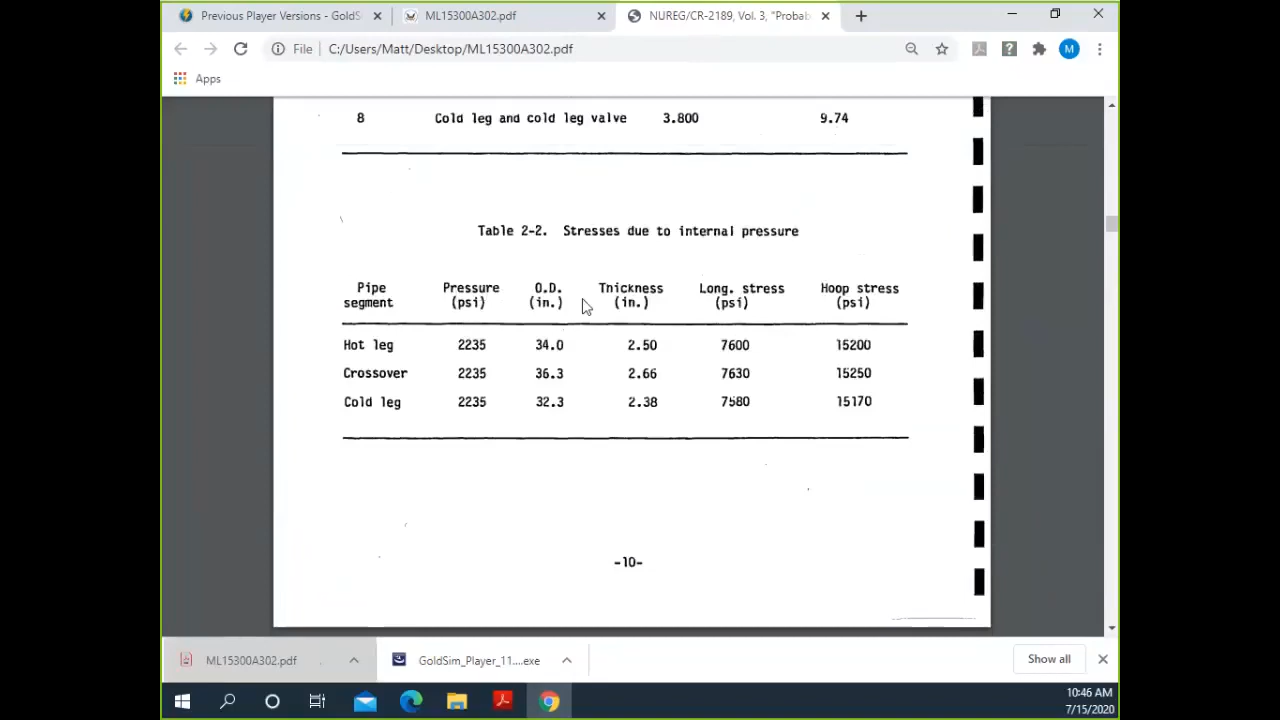 Previous Player Versions - GoldS
ML15300A302.pdf
NUREG/CR-2189, Vol. 3, "Probab
File
C:/Users/Matt/Desktop/ML15300A302.pdf
M
Apps
8 Cold leg and cold leg valve 3.800 9.74
Table 2-2. Stresses due to internal pressure
Pipe Pressure O.D. Thickness Long. stress Hoop stress
segment (psi) (in.) (in.) (psi) (psi)
Hot leg 2235 34.0 2.50 7600 15200
Crossover 2235 36.3 2.66 7630 15250
Cold leg 2235 32.3 2.38 7580 15170
-10-
ML15300A302.pdf
GoldSim_Player_11....exe
Show all
10:46 AM
7/15/2020